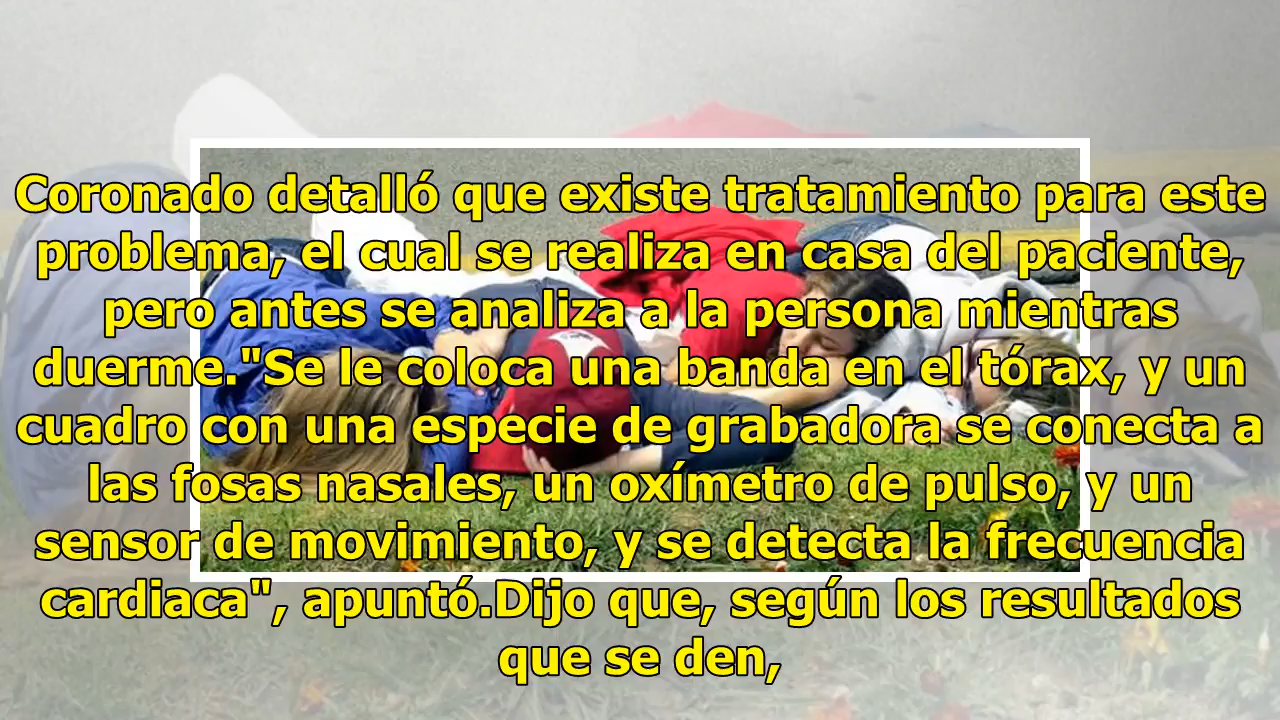 Coronado detalló que existe tratamiento para este
problema, el cual se realiza en casa del paciente,
pero antes se analiza a la persona mientras
duerme."Se le coloca una banda en el tórax, y un
cuadro con una especie de grabadora se conecta a
las fosas nasales, un oxímetro de pulso, y un
sensor de movimiento, y se detecta la frecuencia
cardiaca", apuntó.Dijo que, según los resultados
que se den,